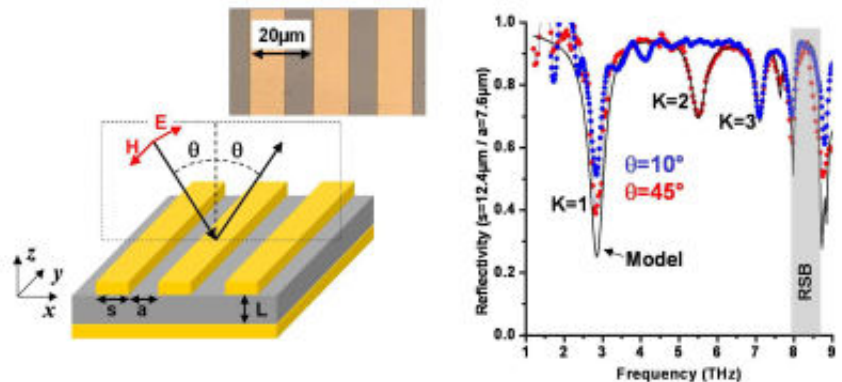 20µm
E
H
θ
θ
z
y
x
s
a
L
Reflectivity (s=12.4µm / a=7.6µm)
1.0
0.8
0.6
0.4
0.2
0.0
K=1
K=2
K=3
θ=10°
θ=45°
Model
RSB
1 2 3 4 5 6 7 8 9
Frequency (THz)